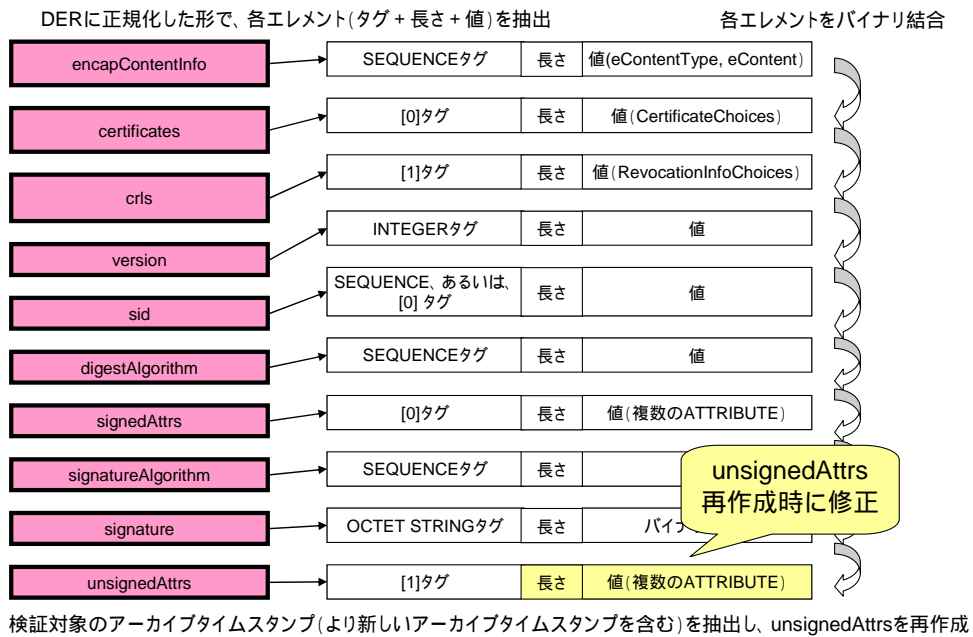 DERに正規化した形で、各エレメント(タグ+長さ+値)を抽出
各エレメントをバイナリ結合
encapContentInfo
SEQUENCEタグ 長さ 値(eContentType, eContent)
certificates
[0]タグ 長さ 値(CertificateChoices)
crls
[1]タグ 長さ 値(RevocationInfoChoices)
version
INTEGERタグ 長さ 値
sid
SEQUENCE、あるいは、
[0] タグ
長さ 値
digestAlgorithm
SEQUENCEタグ 長さ 値
signedAttrs
[0]タグ 長さ 値(複数のATTRIBUTE)
signatureAlgorithm
SEQUENCEタグ 長さ
unsignedAttrs
再作成時に修正
signature
OCTET STRINGタグ 長さ バイナ
unsignedAttrs
[1]タグ 長さ 値(複数のATTRIBUTE)
検証対象のアーカイブタイムスタンプ(より新しいアーカイブタイムスタンプを含む)を抽出し、unsignedAttrsを再作成